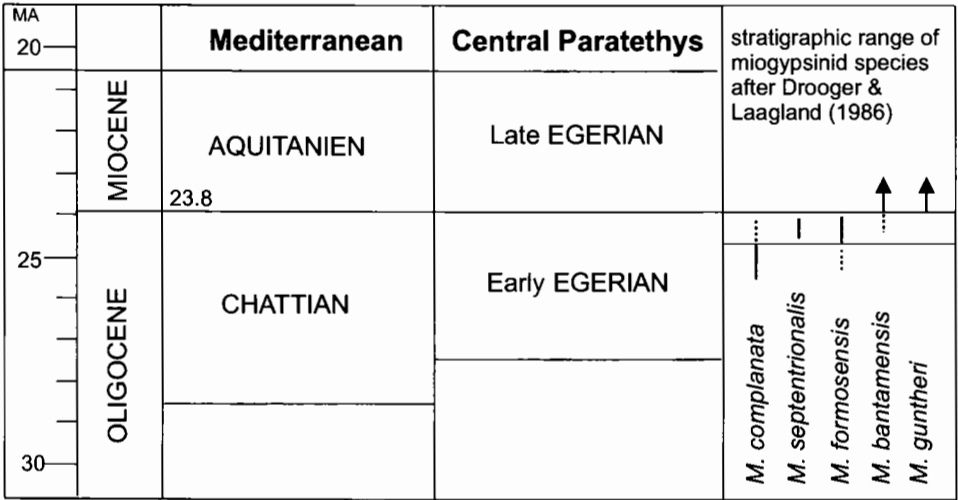 MA
20
25
30
MIOCENE
OLIGOCENE
Mediterranean
AQUITANIEN
23.8
CHATTIAN
Central Paratethys
Late EGERIAN
Early EGERIAN
stratigraphic range of
miogypsinid species
after Drooger &
Laagland (1986)
M. complanata
M. septentrionalis
M. formosensis
M. bantamensis
M. guntheri